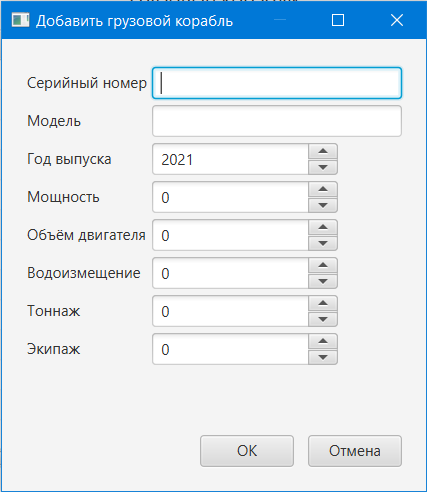 Добавить грузовой корабль
Серийный номер
Модель
Год выпуска 2021
Мощность 0
Объём двигателя 0
Водоизмещение 0
Тоннаж 0
Экипаж 0
OK Отмена